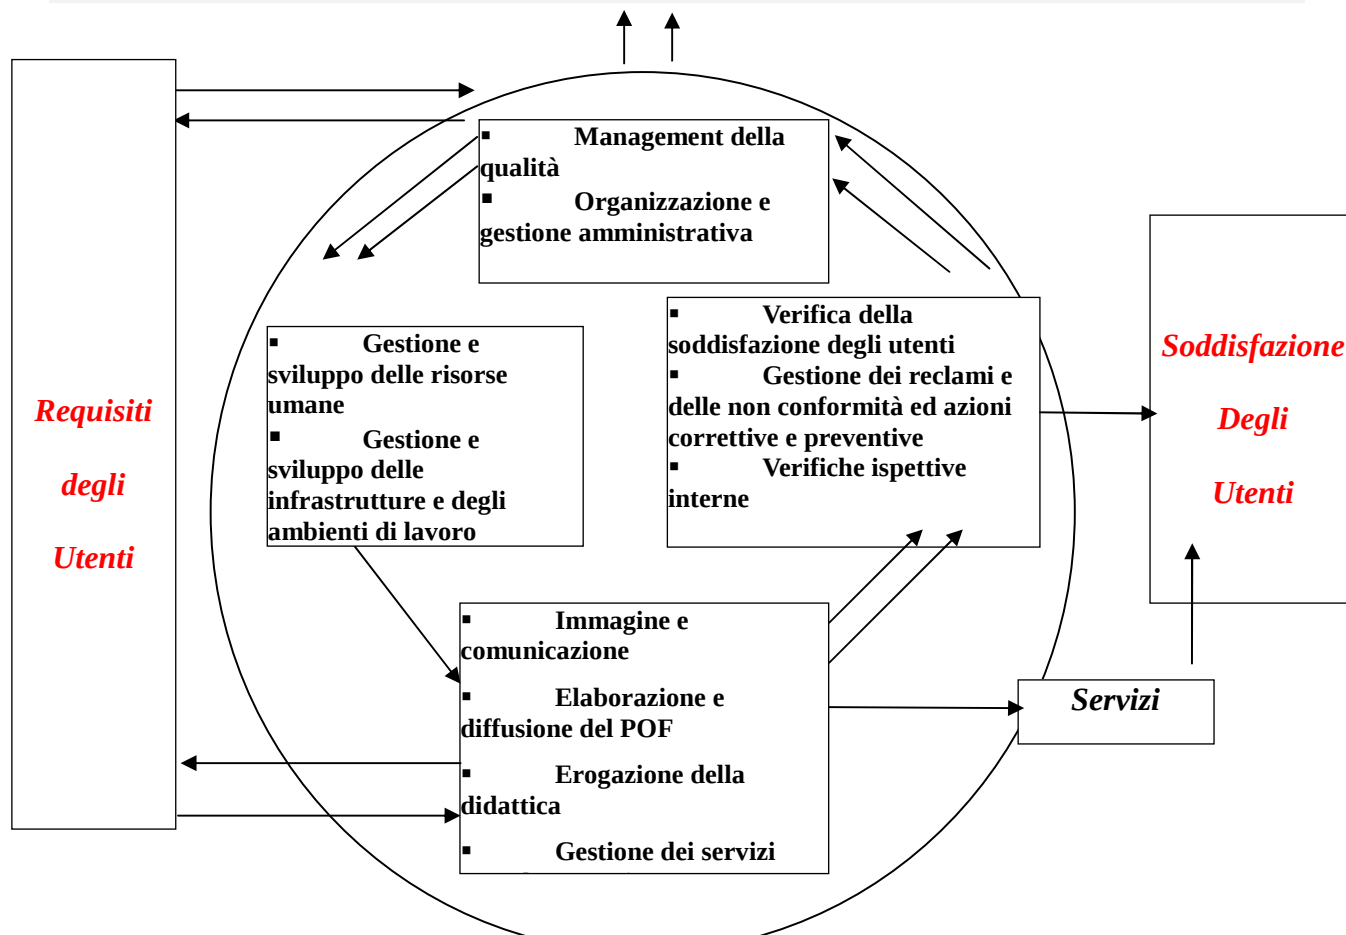 ▪ Management della
qualità
▪ Organizzazione e
gestione amministrativa
▪ Gestione e
sviluppo delle risorse
umane
▪ Gestione e
sviluppo delle
infrastrutture e degli
ambienti di lavoro
▪ Verifica della
soddisfazione degli utenti
▪ Gestione dei reclami e
delle non conformità ed azioni
correttive e preventive
▪ Verifiche ispettive
interne
Requisiti
degli
Utenti
Soddisfazione
Degli
Utenti
▪ Immagine e
comunicazione
▪ Elaborazione e
diffusione del POF
▪ Erogazione della
didattica
▪ Gestione dei servizi
Servizi